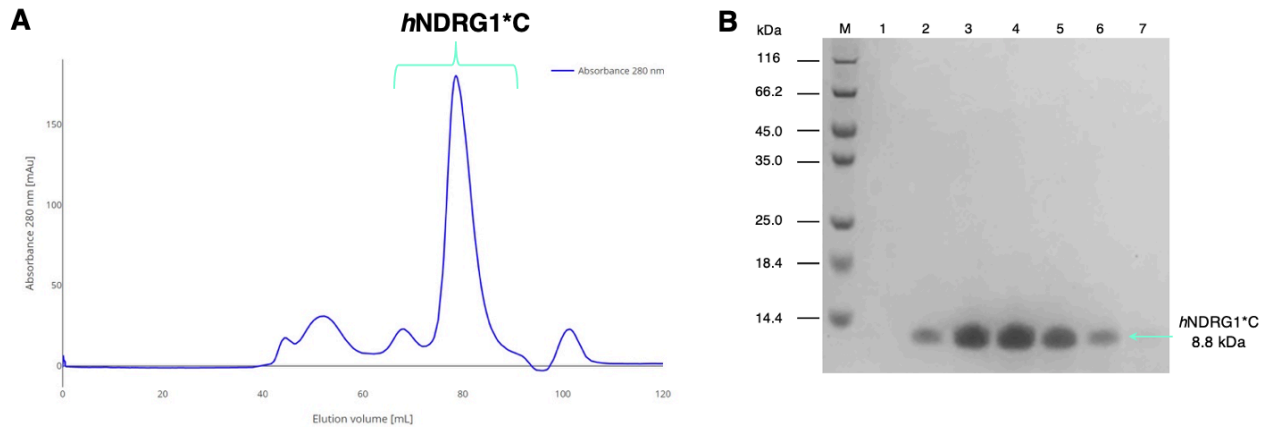 A
hNDRG1*C
Absorbance 280 nm
Absorbance 280 nm [mAu]
150
100
50
0
0 20 40 60 80 100 120
Elution volume [mL]
B
kDa M 1 2 3 4 5 6 7
116
66.2
45.0
35.0
25.0
18.4
14.4
hNDRG1*C
8.8 kDa